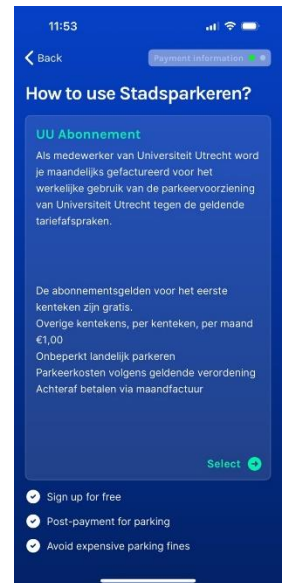 11:53
Back
Payment information
How to use Stadsparkeren?
UU Abonnement
Als medewerker van Universiteit Utrecht word
je maandelijks gefactureerd voor het
werkelijke gebruik van de parkeervoorziening
van Universiteit Utrecht tegen de geldende
tariefafspraken.
De abonnementsgelden voor het eerste
kenteken zijn gratis.
Overige kentekens, per kenteken, per maand
€1,00
Onbeperkt landelijk parkeren
Parkeerkosten volgens geldende verordening
Achteraf betalen via maandfactuur
Select
Sign up for free
Post-payment for parking
Avoid expensive parking fines